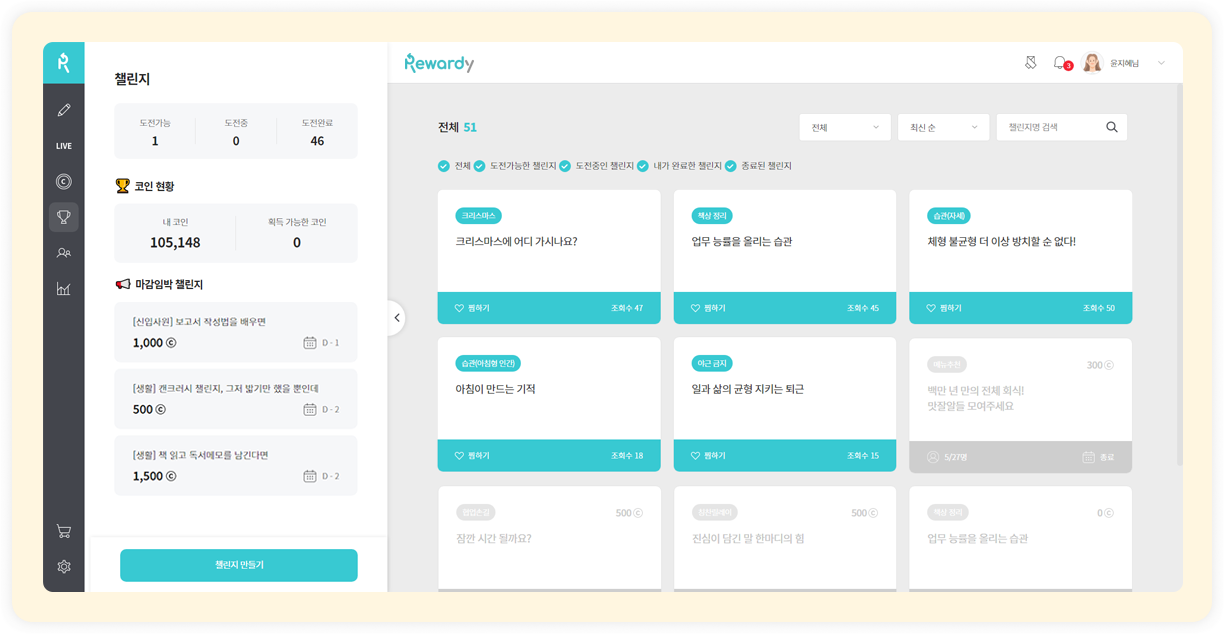 챌린지
도전가능 도전중 도전완료
1 0 46
코인 현황
내 코인 획득 가능한 코인
105,148 0
마감임박 챌린지
[신입사원] 보고서 작성법을 배우면
1,000 ⓒ D - 1
[생활] 캔크러시 챌린지, 그저 밟기만 했을 뿐인데
500 ⓒ D - 2
[생활] 책 읽고 독서메모를 남긴다면
1,500 ⓒ D - 2
챌린지 만들기
LIVE
Rewardy
3 윤지혜님
전체 51
전체 최신 순 챌린지명 검색
전체 도전가능한 챌린지 도전중인 챌린지 내가 완료한 챌린지 종료된 챌린지
크리스마스
크리스마스에 어디 가시나요?
찜하기 조회수 47
책상 정리
업무 능률을 올리는 습관
찜하기 조회수 45
습관(자세)
체형 불균형 더 이상 방치할 순 없다!
찜하기 조회수 50
습관(아침형 인간)
아침이 만드는 기적
찜하기 조회수 18
야근 금지
일과 삶의 균형 지키는 퇴근
찜하기 조회수 15
메뉴추천 300 ⓒ
백만 년 만의 전체 회식!
맛잘알들 모여주세요
5/27명 종료
500 ⓒ
잠깐 시간 될까요?
칭찬릴레이 500 ⓒ
진심이 담긴 말 한마디의 힘
책상 정리 0 ⓒ
업무 능률을 올리는 습관